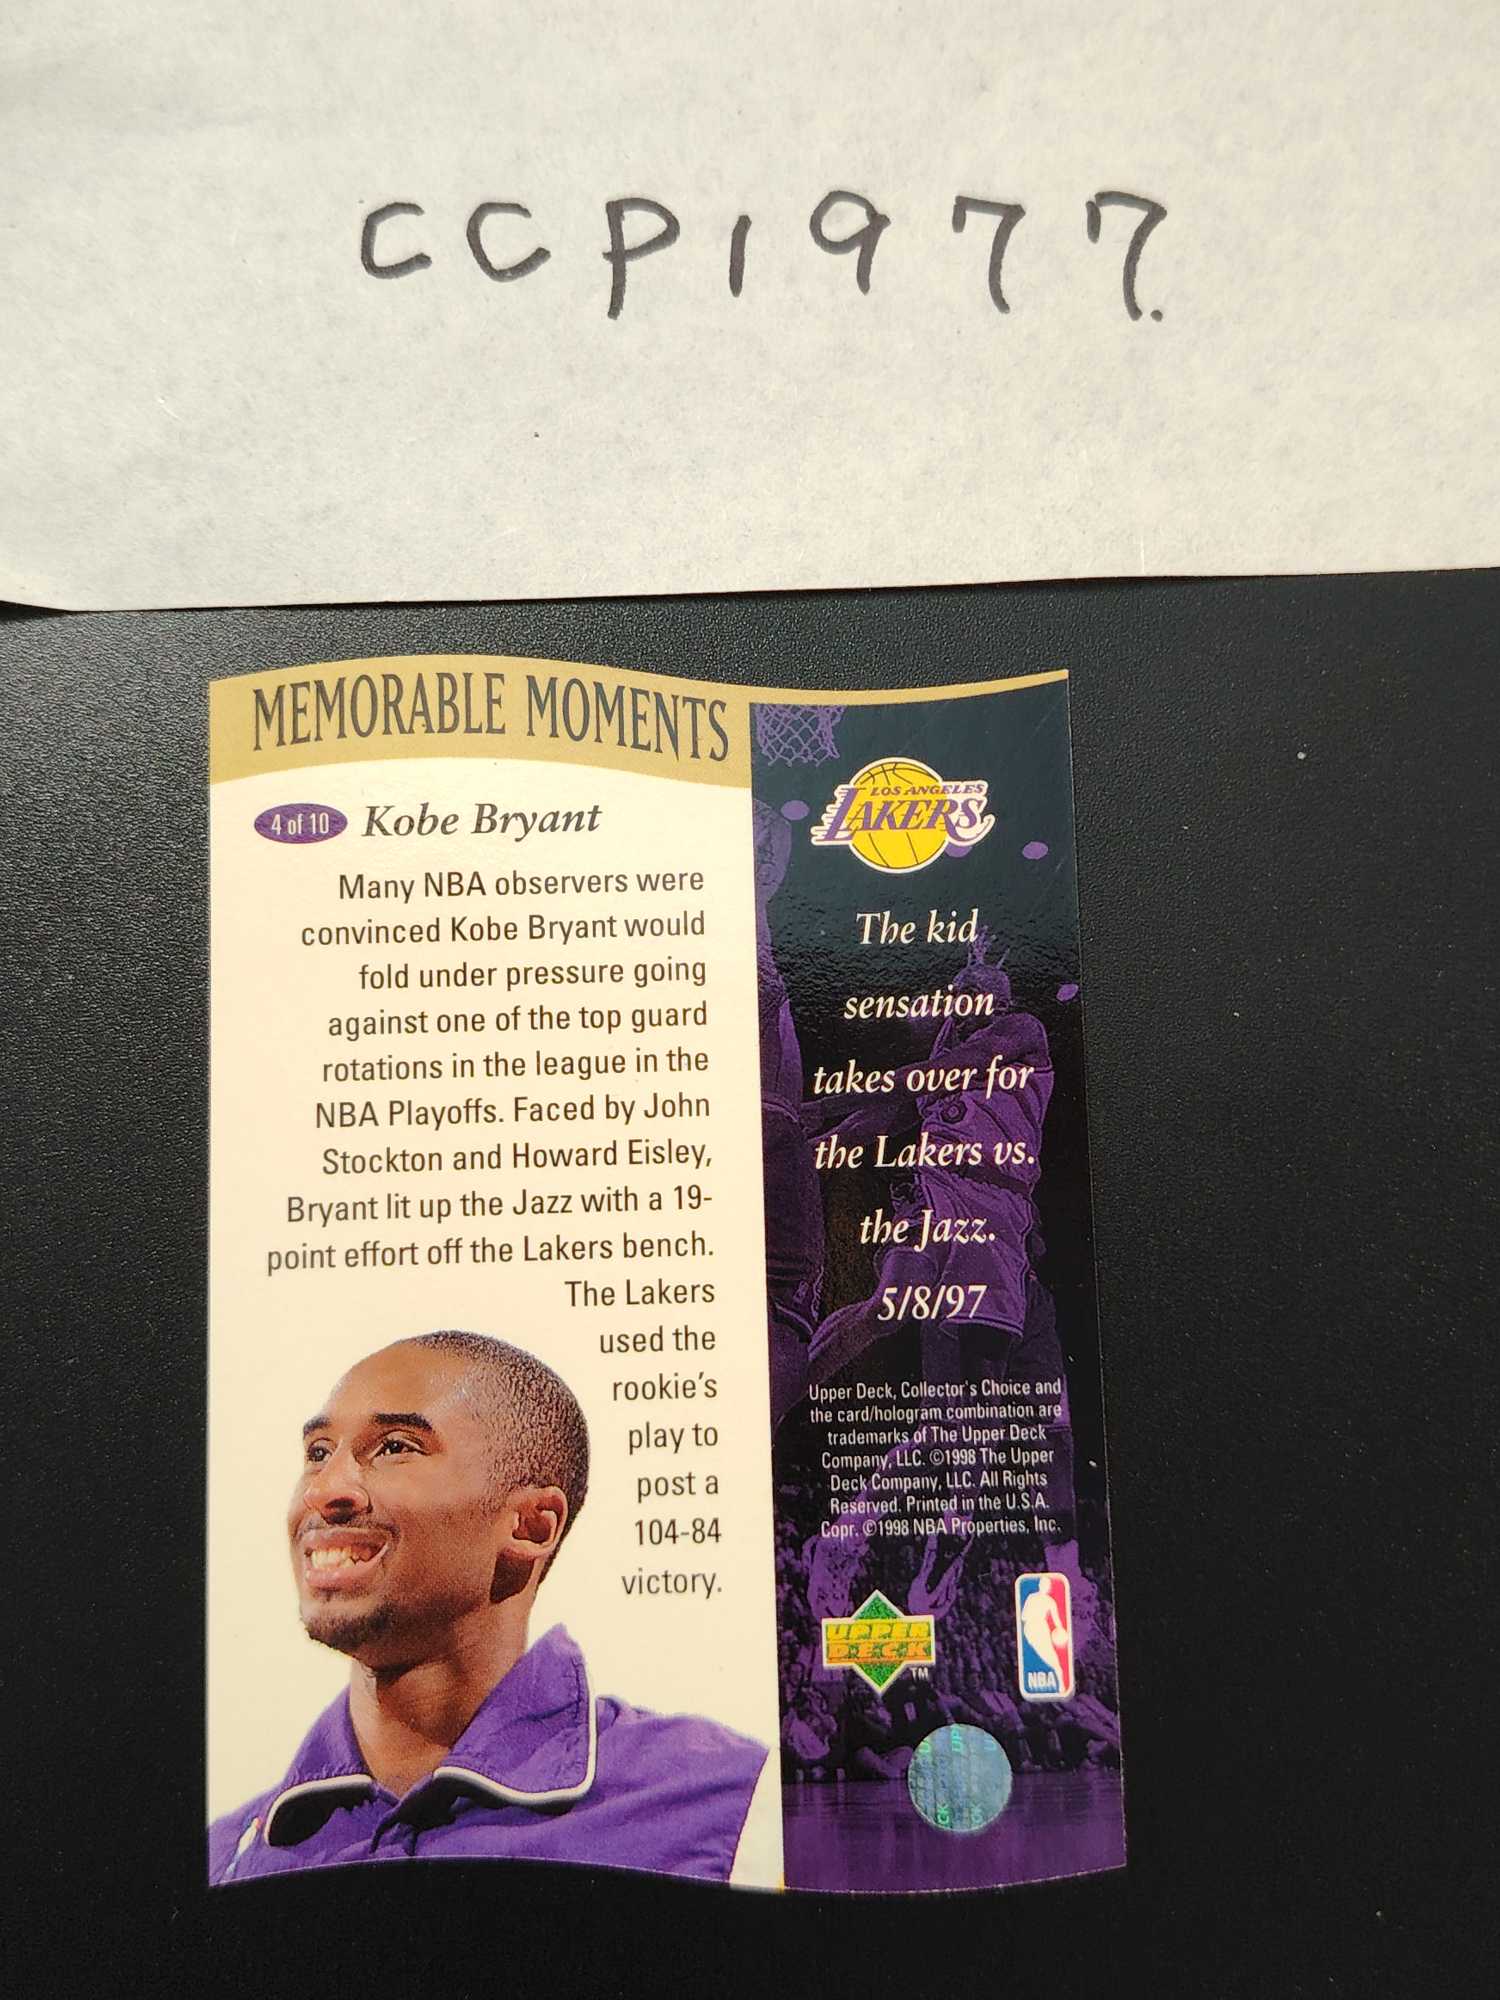 CCP1977.
MEMORABLE MOMENTS
4 of 10 Kobe Bryant
Many NBA observers were
convinced Kobe Bryant would
fold under pressure going
against one of the top guard
rotations in the league in the
NBA Playoffs. Faced by John
Stockton and Howard Eisley,
Bryant lit up the Jazz with a 19-
point effort off the Lakers bench.
The Lakers
used the
rookie's
play to
post a
104-84
victory.
LOS ANGELES
LAKERS
The kid
sensation
takes over for
the Lakers vs.
the Jazz.
5/8/97
Upper Deck, Collector's Choice and
the card/hologram combination are
trademarks of The Upper Deck
Company, LLC. ©1998 The Upper
Deck Company, LLC. All Rights
Reserved. Printed in the U.S.A.
Copr. ©1998 NBA Properties, Inc.
UPPER
DECK
TM
NBA